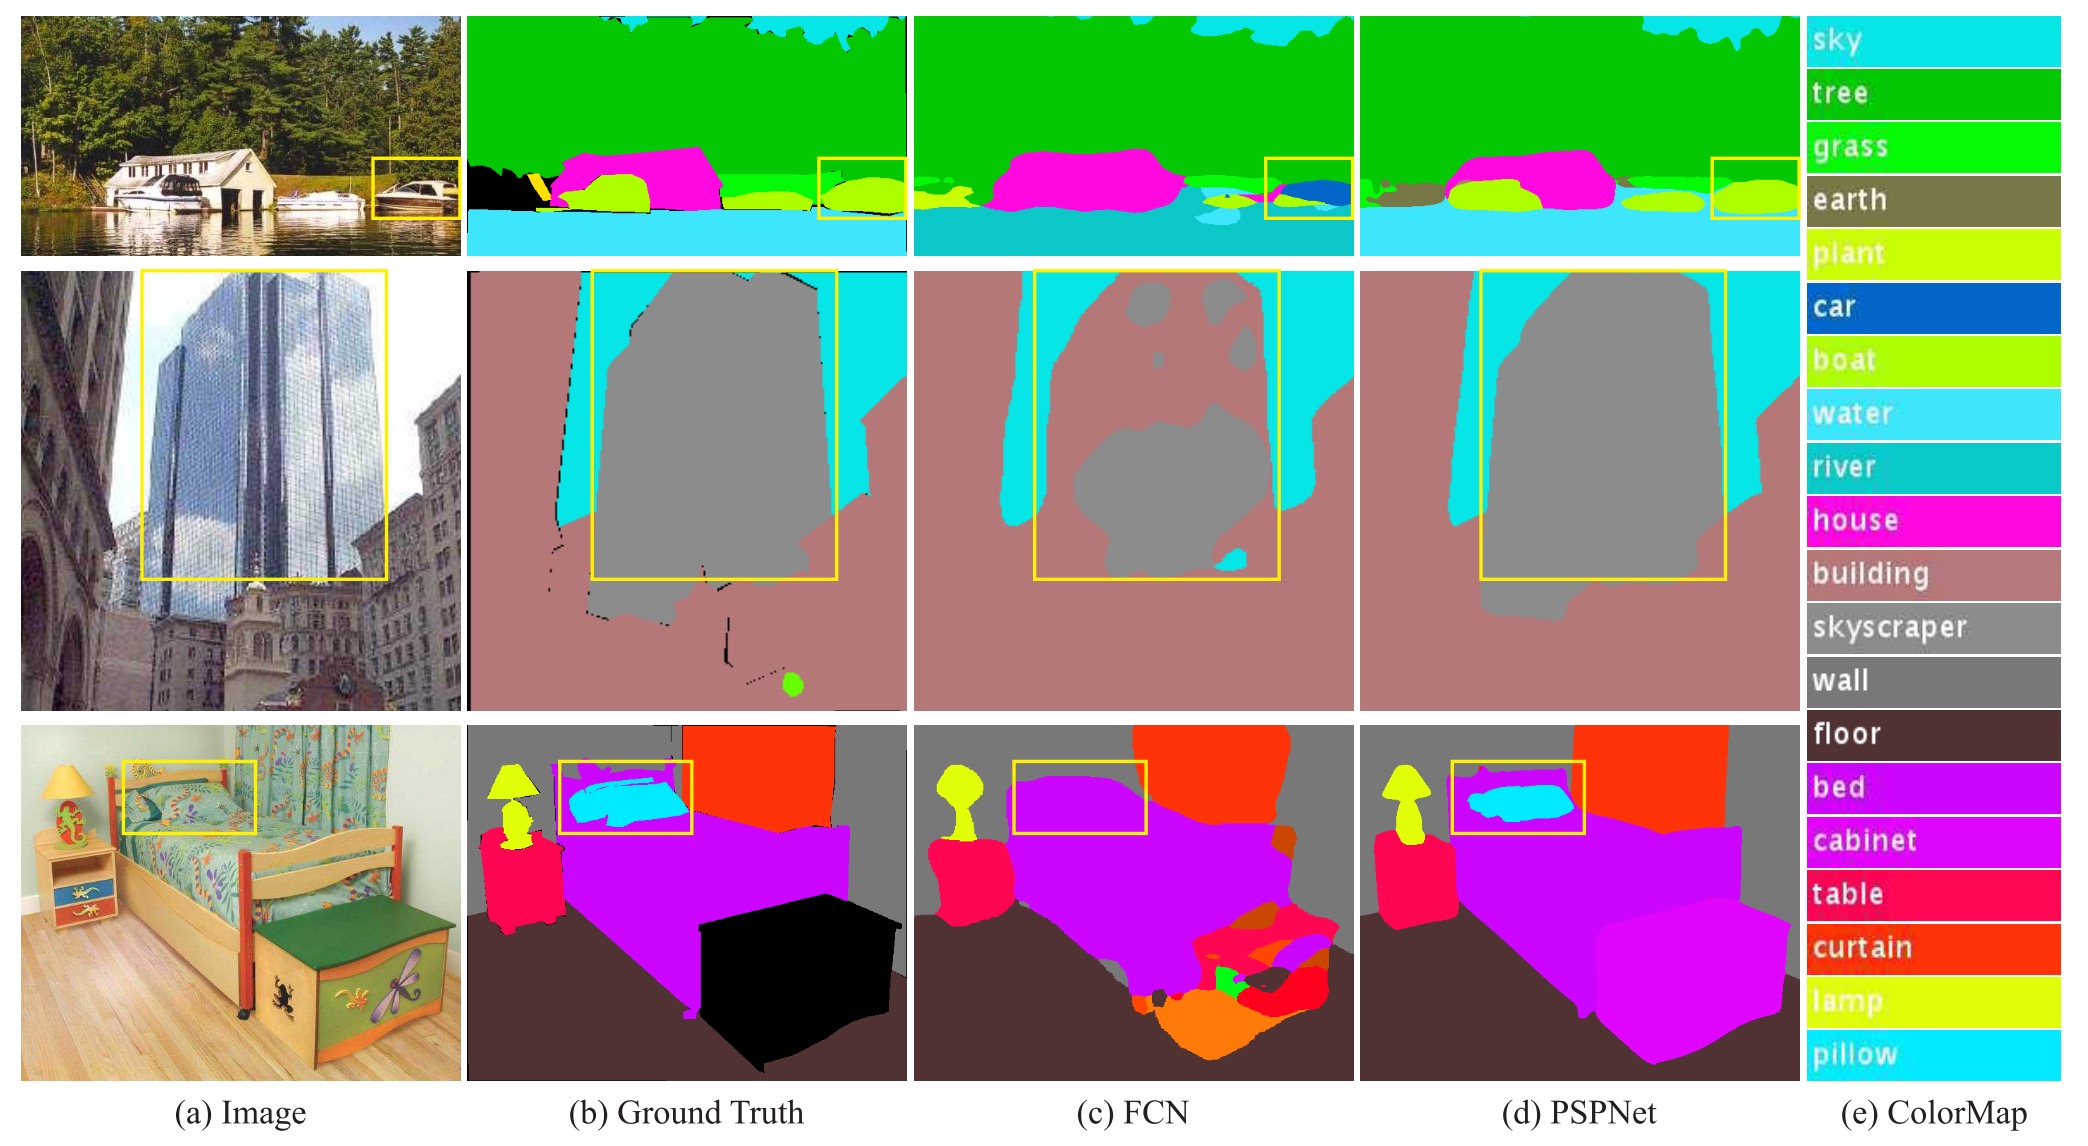 sky
tree
grass
earth
plant
car
boat
water
river
house
building
skyscraper
wall
floor
bed
cabinet
table
curtain
lamp
pillow
(a) Image
(b) Ground Truth
(c) FCN
(d) PSPNet
(e) ColorMap